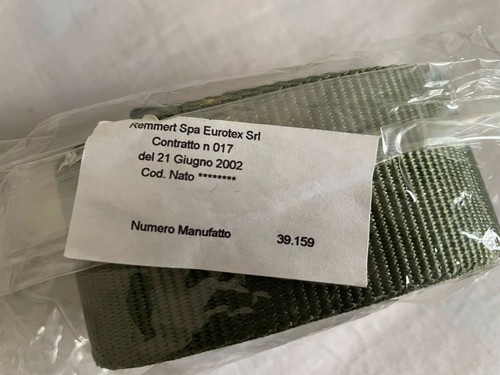 Remmert Spa Eurotex Srl
Contratto n 017
del 21 Giugno 2002
Cod. Nato ********
Numero Manufatto 39.159